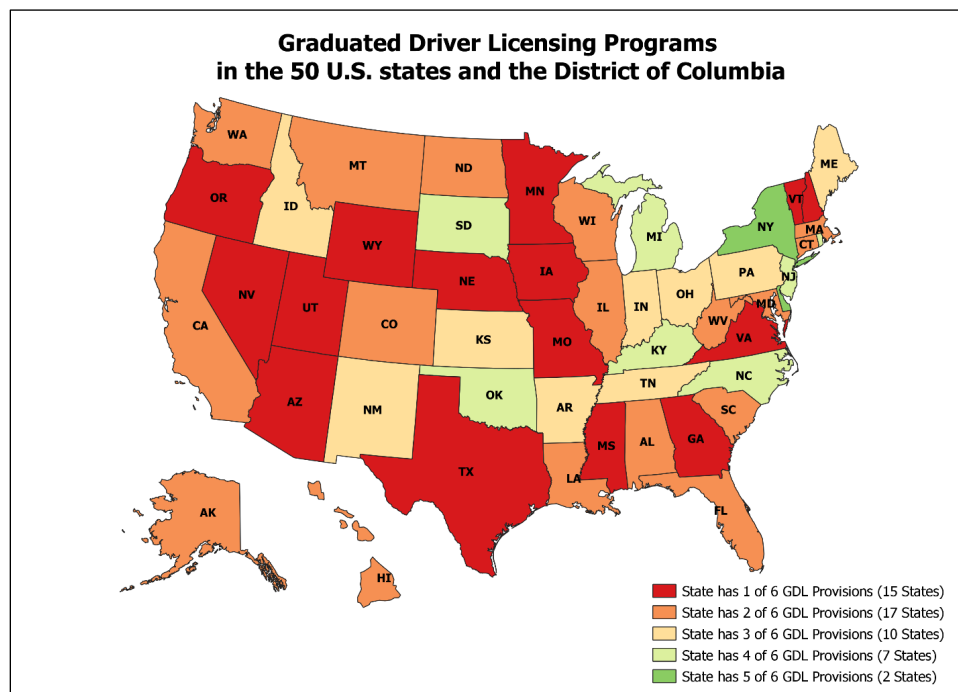 Graduated Driver Licensing Programs
in the 50 U.S. states and the District of Columbia
WA
MT
ND
MN
ME
OR
ID
WI
VT
SD
MI
NY
MA
WY
CT
IA
PA
NJ
NE
OH
NV
IN
MD
UT
IL
CO
WV
CA
VA
KS
MO
KY
NC
TN
AZ
OK
NM
AR
SC
MS
AL
GA
TX
LA
AK
FL
HI
State has 1 of 6 GDL Provisions (15 States)
State has 2 of 6 GDL Provisions (17 States)
State has 3 of 6 GDL Provisions (10 States)
State has 4 of 6 GDL Provisions (7 States)
State has 5 of 6 GDL Provisions (2 States)